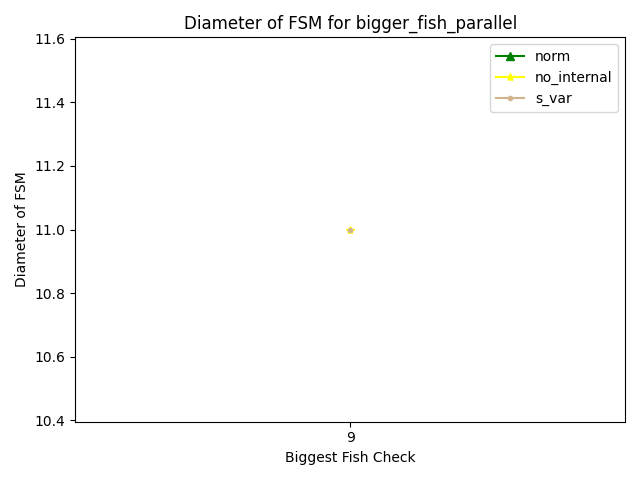 Diameter of FSM for bigger_fish_parallel
norm
no_internal
s_var
Diameter of FSM
11.6
11.4
11.2
11.0
10.8
10.6
10.4
9
Biggest Fish Check